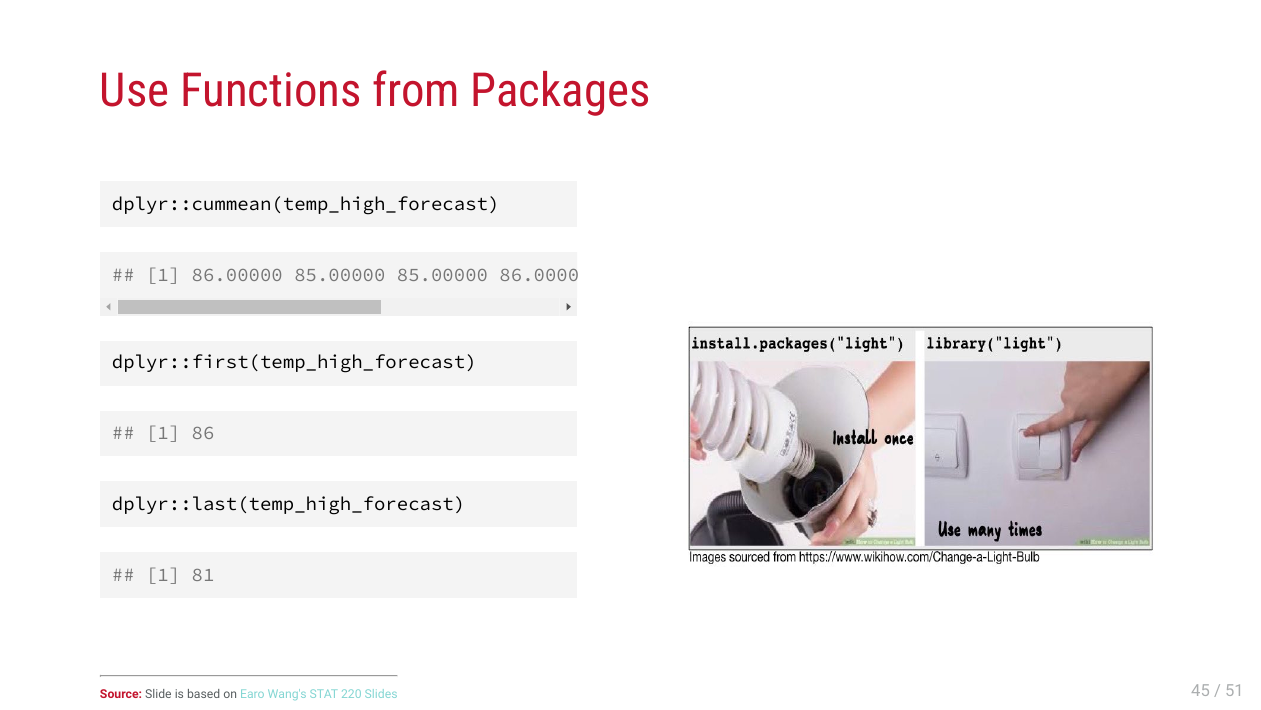 Use Functions from Packages
dplyr::cummean(temp_high_forecast)
## [1] 86.00000 85.00000 85.00000 86.0000
dplyr::first(temp_high_forecast)
## [1] 86
dplyr::last(temp_high_forecast)
## [1] 81
install.packages("light")
library("light")
Install once
Use many times
Images sourced from https://www.wikihow.com/Change-a-Light-Bulb
Source: Slide is based on Earo Wang's STAT 220 Slides
45 / 51